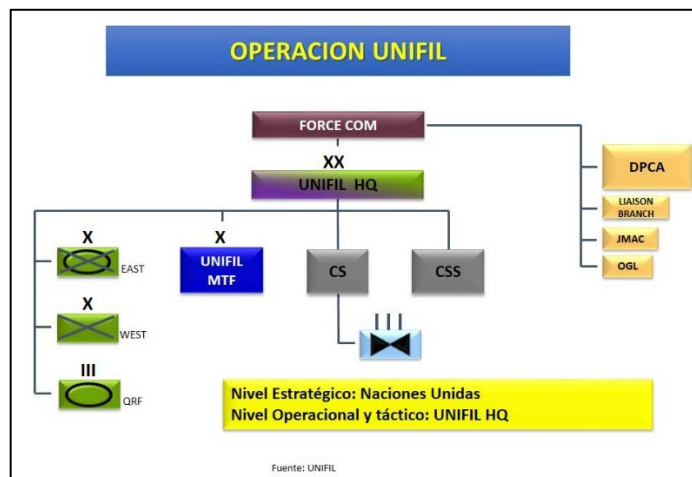 OPERACION UNIFIL
FORCE COM
XX
UNIFIL HQ
DPCA
LIAISON
BRANCH
JMAC
OGL
X
EAST
X
UNIFIL
MTF
CS
CSS
X
WEST
III
QRF
III
Nivel Estratégico: Naciones Unidas
Nivel Operacional y táctico: UNIFIL HQ
Fuente: UNIFIL